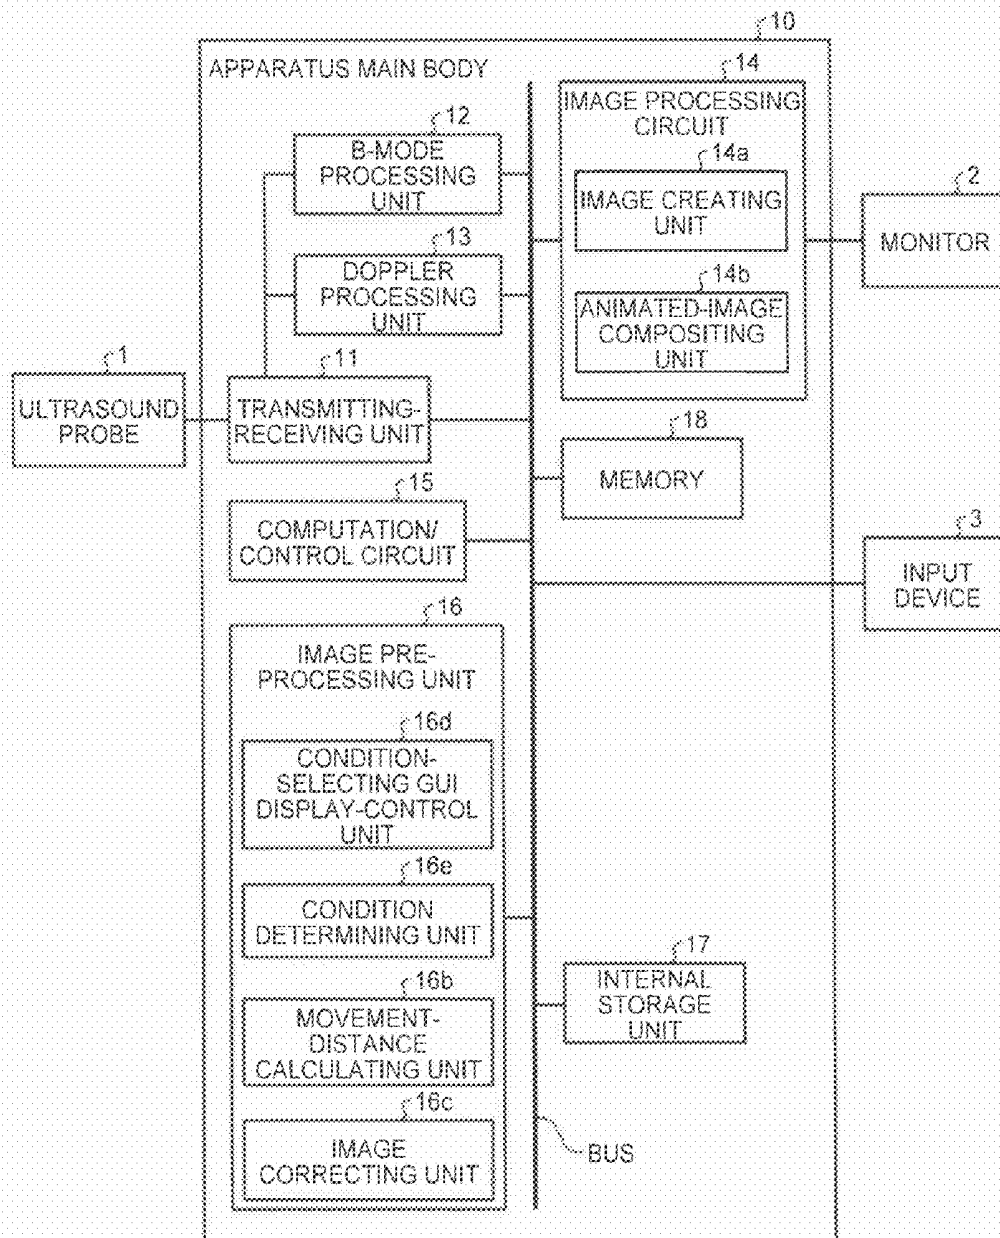 10
APPARATUS MAIN BODY
12
B-MODE
PROCESSING
UNIT
13
DOPPLER
PROCESSING
UNIT
1
ULTRASOUND
PROBE
11
TRANSMITTING-
RECEIVING UNIT
15
COMPUTATION/
CONTROL CIRCUIT
16
IMAGE PRE-
PROCESSING UNIT
16d
CONDITION-
SELECTING GUI
DISPLAY-CONTROL
UNIT
16e
CONDITION
DETERMINING UNIT
16b
MOVEMENT-
DISTANCE
CALCULATING UNIT
16c
IMAGE
CORRECTING UNIT
14
IMAGE PROCESSING
CIRCUIT
14a
IMAGE CREATING
UNIT
14b
ANIMATED-IMAGE
COMPOSITING
UNIT
18
MEMORY
17
INTERNAL
STORAGE
UNIT
BUS
2
MONITOR
3
INPUT
DEVICE